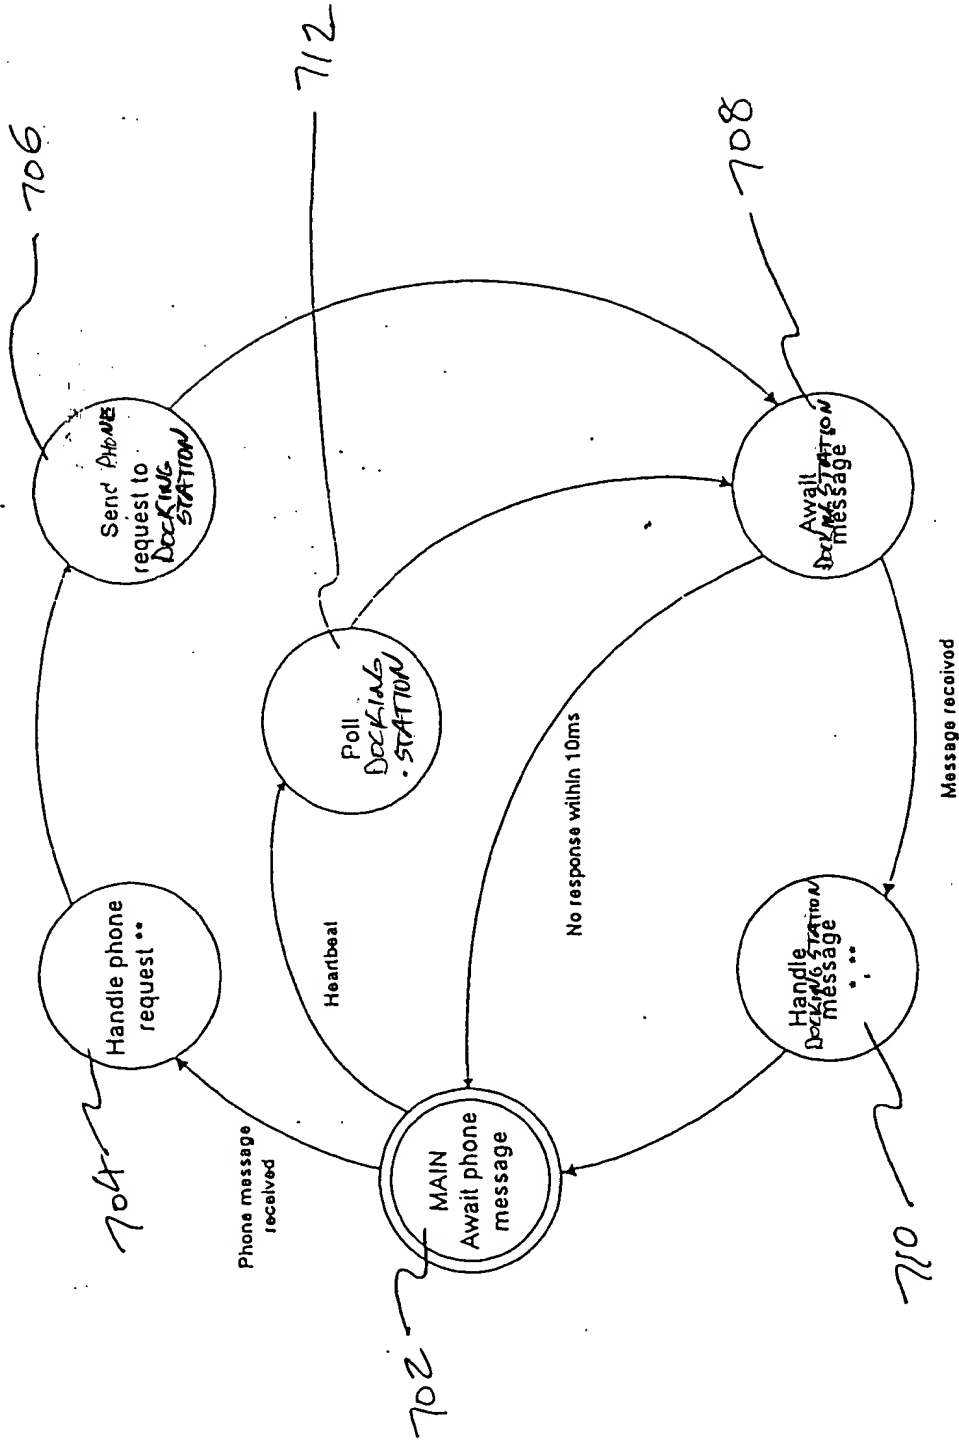 706
712
708
Send PHONE
request to
DOCKING
STATION
Poll
DOCKING
STATION
Await
DOCKING STATION
message
Handle phone
request **
Heartbeat
No response within 10ms
Message received
Handle
DOCKING STATION
message
*, **
Phone message
received
MAIN
Await phone
message
704
702
710